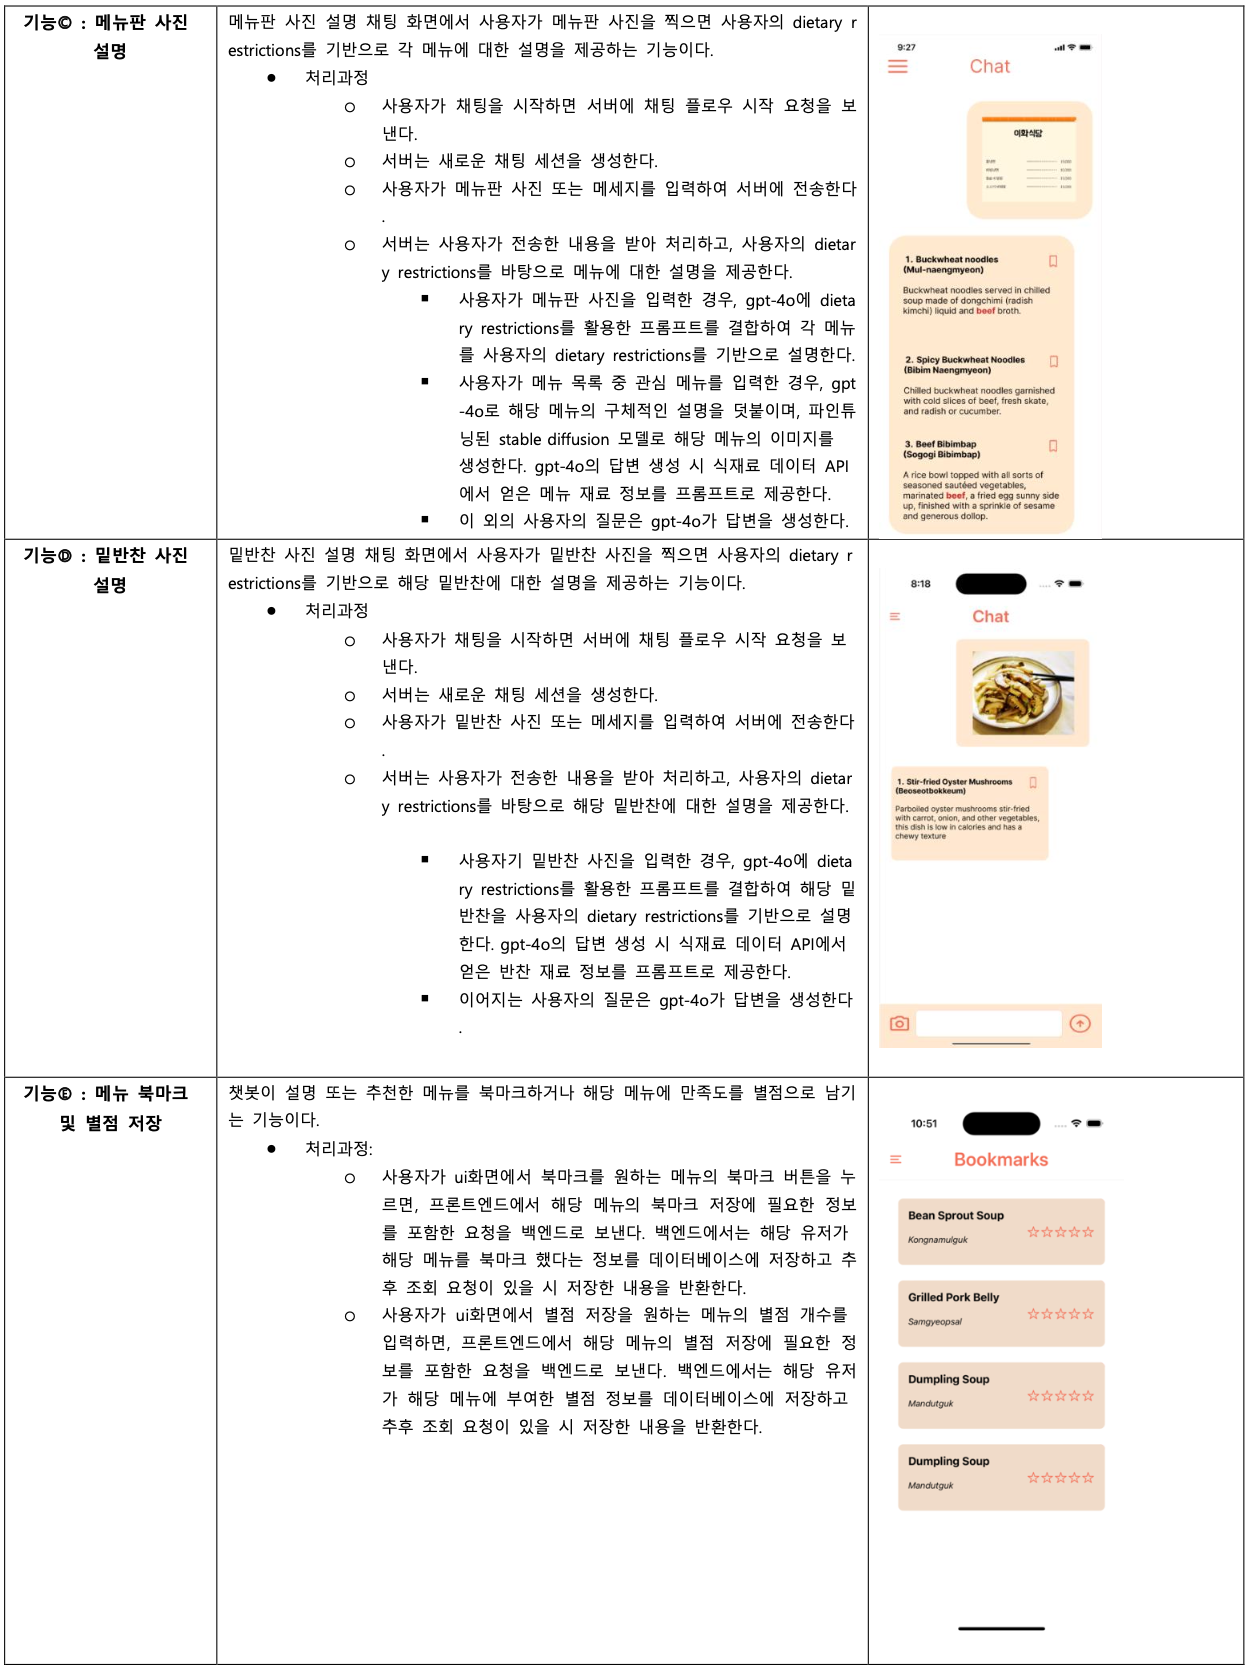 기능ⓒ : 메뉴판 사진
설명
메뉴판 사진 설명 채팅 화면에서 사용자가 메뉴판 사진을 찍으면 사용자의 dietary r
estrictions를 기반으로 각 메뉴에 대한 설명을 제공하는 기능이다.
● 처리과정
○ 사용자가 채팅을 시작하면 서버에 채팅 플로우 시작 요청을 보
낸다.
○ 서버는 새로운 채팅 세션을 생성한다.
○ 사용자가 메뉴판 사진 또는 메세지를 입력하여 서버에 전송한다
.
○ 서버는 사용자가 전송한 내용을 받아 처리하고, 사용자의 dietar
y restrictions를 바탕으로 메뉴에 대한 설명을 제공한다.
■ 사용자가 메뉴판 사진을 입력한 경우, gpt-4o에 dieta
ry restrictions를 활용한 프롬프트를 결합하여 각 메뉴
를 사용자의 dietary restrictions를 기반으로 설명한다.
■ 사용자가 메뉴 목록 중 관심 메뉴를 입력한 경우, gpt
-4o로 해당 메뉴의 구체적인 설명을 덧붙이며, 파인튜
닝된 stable diffusion 모델로 해당 메뉴의 이미지를
생성한다. gpt-4o의 답변 생성 시 식재료 데이터 API
에서 얻은 메뉴 재료 정보를 프롬프트로 제공한다.
■ 이 외의 사용자의 질문은 gpt-4o가 답변을 생성한다.
9:27
Chat
이화식당
1. Buckwheat noodles
(Mul-naengmyeon)
Buckwheat noodles served in chilled
soup made of dongchimi (radish
kimchi) liquid and beef broth.
2. Spicy Buckwheat Noodles
(Bibim Naengmyeon)
Chilled buckwheat noodles garnished
with cold slices of beef, fresh skate,
and radish or cucumber.
3. Beef Bibimbap
(Sogogi Bibimbap)
A rice bowl topped with all sorts of
seasoned sautéed vegetables,
marinated beef, a fried egg sunny side
up, finished with a sprinkle of sesame
and generous dollop.
기능ⓓ : 밑반찬 사진
설명
밑반찬 사진 설명 채팅 화면에서 사용자가 밑반찬 사진을 찍으면 사용자의 dietary r
estrictions를 기반으로 해당 밑반찬에 대한 설명을 제공하는 기능이다.
● 처리과정
○ 사용자가 채팅을 시작하면 서버에 채팅 플로우 시작 요청을 보
낸다.
○ 서버는 새로운 채팅 세션을 생성한다.
○ 사용자가 밑반찬 사진 또는 메세지를 입력하여 서버에 전송한다
.
○ 서버는 사용자가 전송한 내용을 받아 처리하고, 사용자의 dietar
y restrictions를 바탕으로 해당 밑반찬에 대한 설명을 제공한다.
■ 사용자기 밑반찬 사진을 입력한 경우, gpt-4o에 dieta
ry restrictions를 활용한 프롬프트를 결합하여 해당 밑
반찬을 사용자의 dietary restrictions를 기반으로 설명
한다. gpt-4o의 답변 생성 시 식재료 데이터 API에서
얻은 반찬 재료 정보를 프롬프트로 제공한다.
■ 이어지는 사용자의 질문은 gpt-4o가 답변을 생성한다
.
8:18
Chat
1. Stir-fried Oyster Mushrooms
(Beoseotbokkeum)
Parboiled oyster mushrooms stir-fried
with carrot, onion, and other vegetables,
this dish is low in calories and has a
chewy texture
기능ⓔ : 메뉴 북마크
및 별점 저장
챗봇이 설명 또는 추천한 메뉴를 북마크하거나 해당 메뉴에 만족도를 별점으로 남기
는 기능이다.
● 처리과정:
○ 사용자가 ui화면에서 북마크를 원하는 메뉴의 북마크 버튼을 누
르면, 프론트엔드에서 해당 메뉴의 북마크 저장에 필요한 정보
를 포함한 요청을 백엔드로 보낸다. 백엔드에서는 해당 유저가
해당 메뉴를 북마크 했다는 정보를 데이터베이스에 저장하고 추
후 조회 요청이 있을 시 저장한 내용을 반환한다.
○ 사용자가 ui화면에서 별점 저장을 원하는 메뉴의 별점 개수를
입력하면, 프론트엔드에서 해당 메뉴의 별점 저장에 필요한 정
보를 포함한 요청을 백엔드로 보낸다. 백엔드에서는 해당 유저
가 해당 메뉴에 부여한 별점 정보를 데이터베이스에 저장하고
추후 조회 요청이 있을 시 저장한 내용을 반환한다.
10:51
Bookmarks
Bean Sprout Soup
Kongnamulguk
Grilled Pork Belly
Samgyeopsal
Dumpling Soup
Mandutguk
Dumpling Soup
Mandutguk